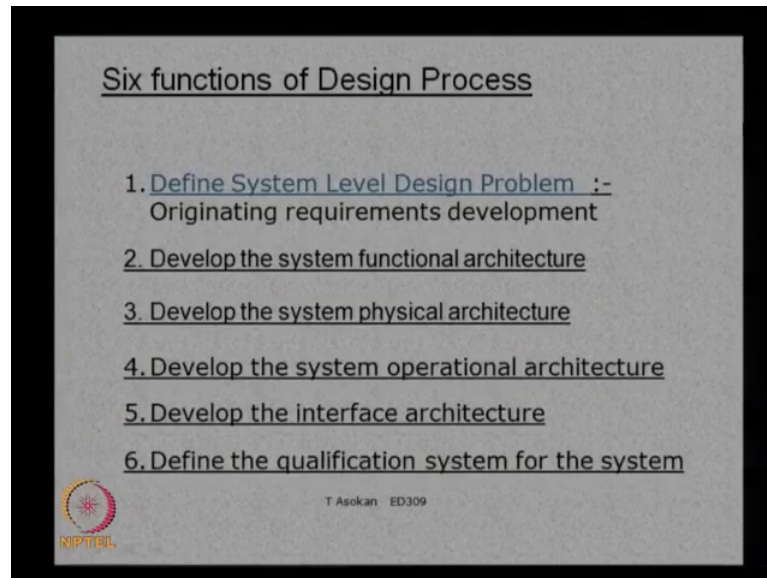 Six functions of Design Process
1. Define System Level Design Problem :-
Originating requirements development
2. Develop the system functional architecture
3. Develop the system physical architecture
4. Develop the system operational architecture
5. Develop the interface architecture
6. Define the qualification system for the system
T Asokan ED309
NPTEL